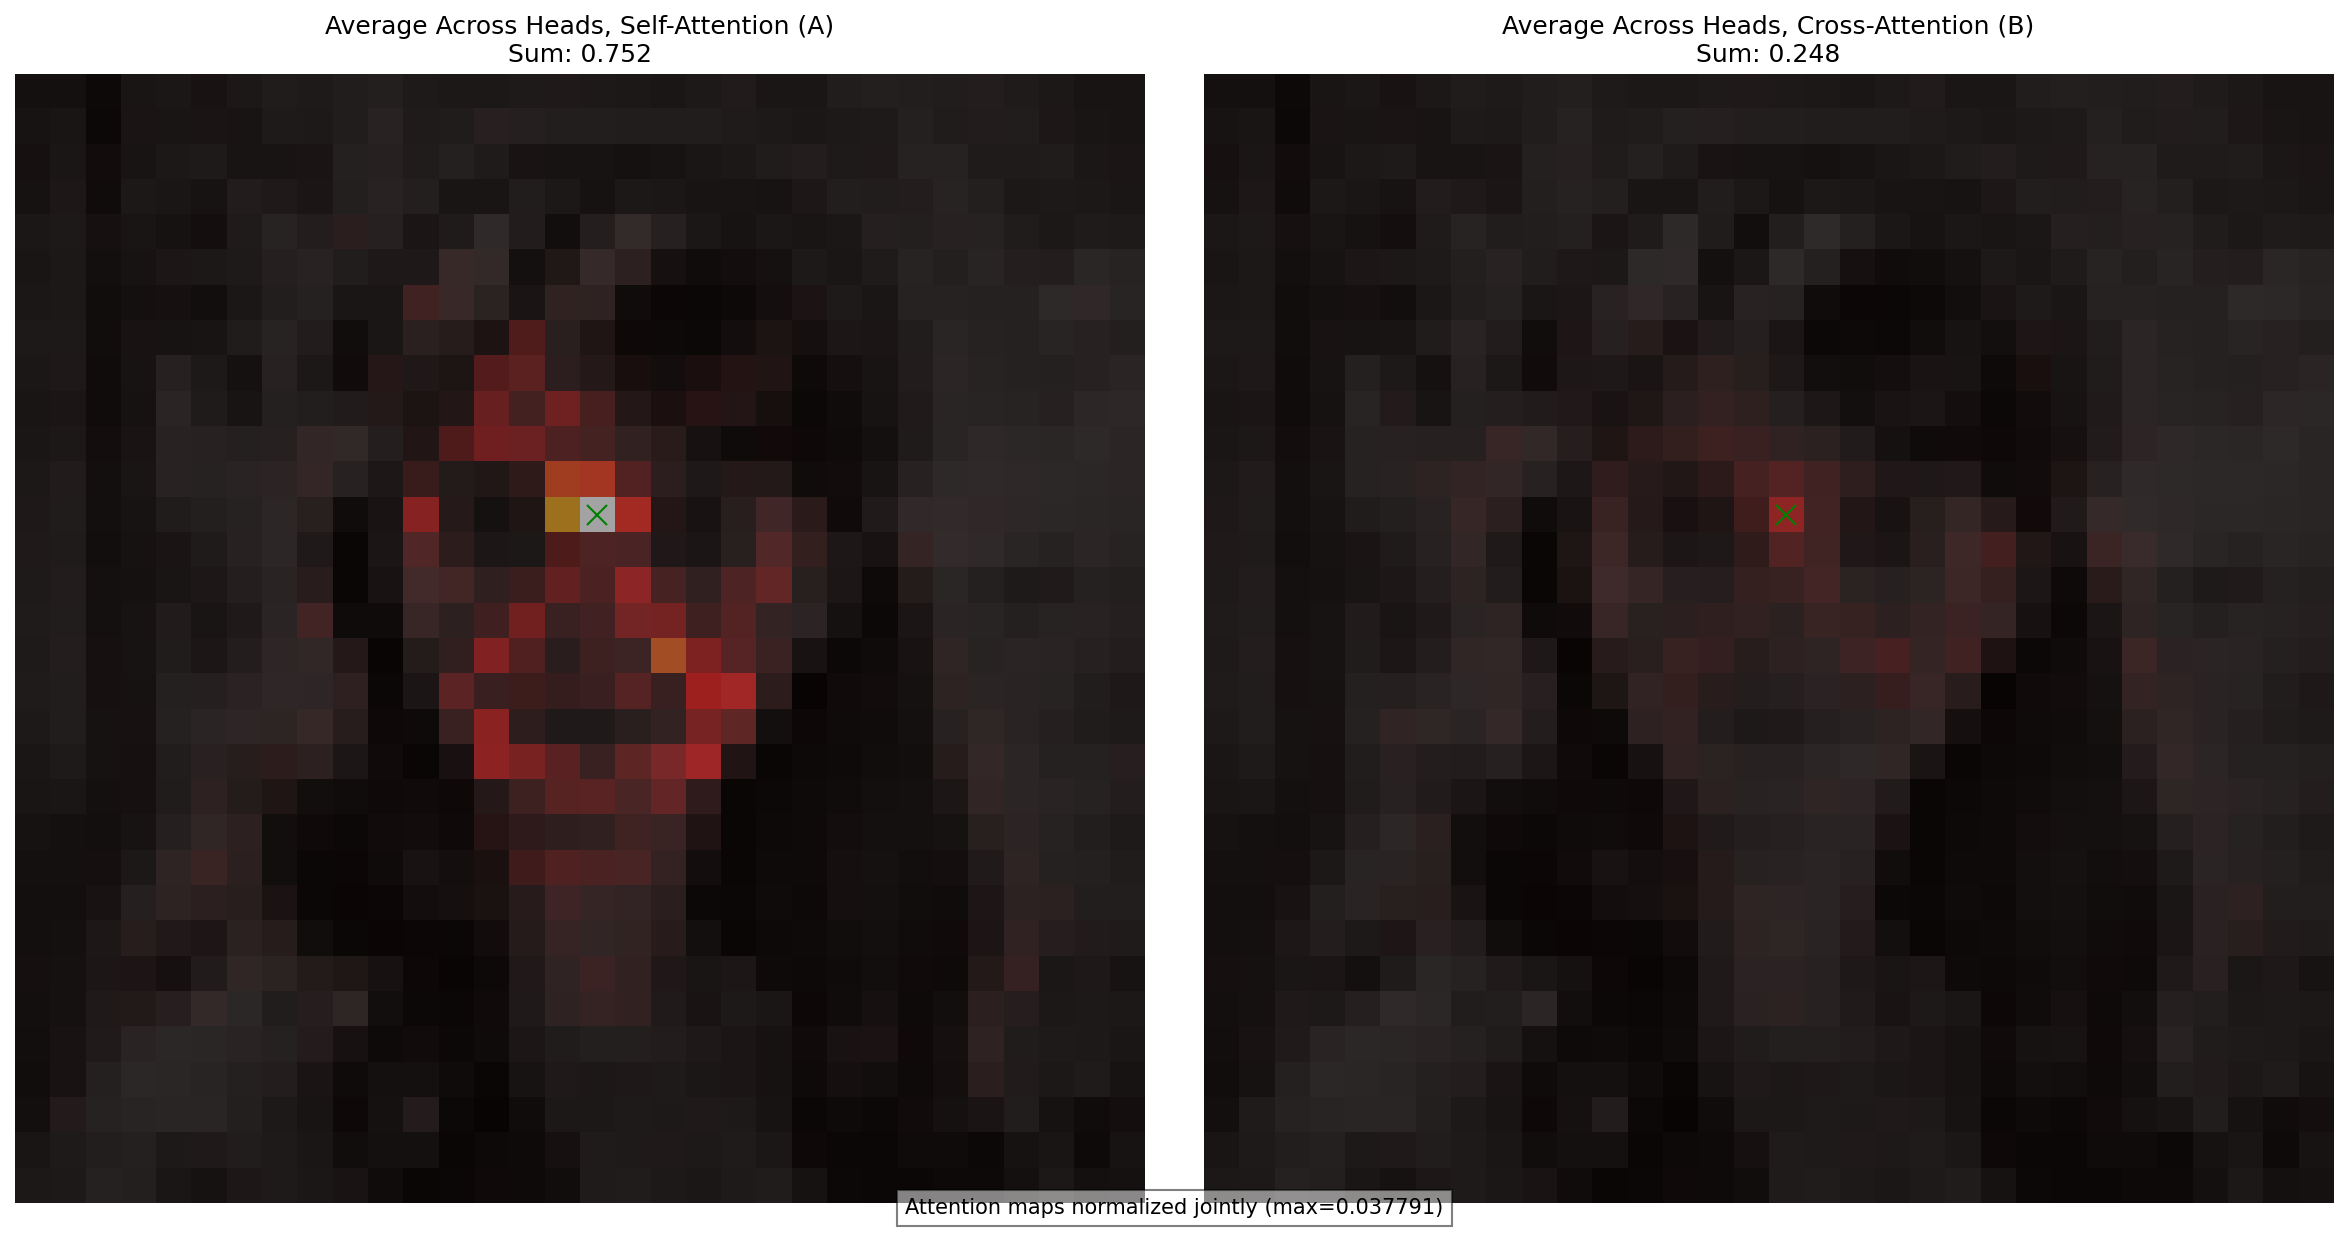 Average Across Heads, Self-Attention (A)
Sum: 0.752
Average Across Heads, Cross-Attention (B)
Sum: 0.248
Attention maps normalized jointly (max=0.037791)